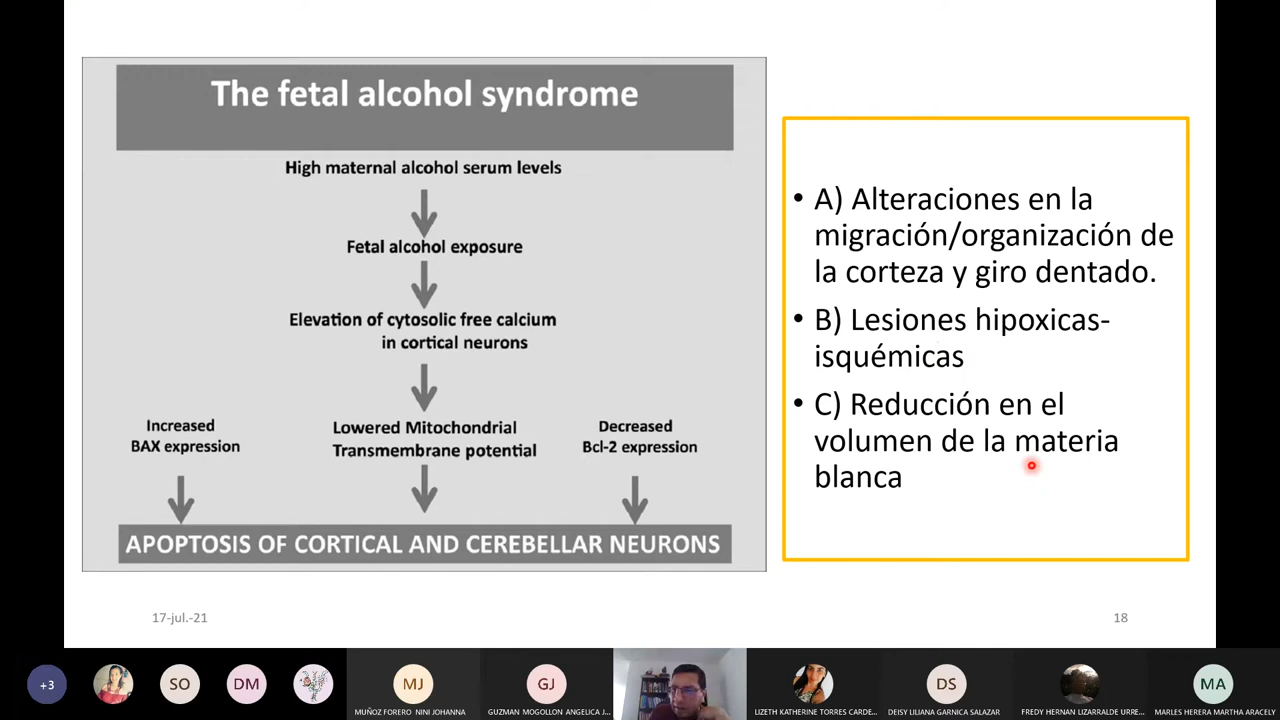 The fetal alcohol syndrome
High maternal alcohol serum levels
Fetal alcohol exposure
Elevation of cytosolic free calcium
in cortical neurons
Increased
BAX expression
Lowered Mitochondrial
Transmembrane potential
Decreased
Bcl-2 expression
APOPTOSIS OF CORTICAL AND CEREBELLAR NEURONS
• A) Alteraciones en la
migración/organización de
la corteza y giro dentado.
• B) Lesiones hipoxicas-
isquémicas
• C) Reducción en el
volumen de la materia
blanca
17-jul.-21
18
+3
SO
DM
MJ
MUÑOZ FORERO NINI JOHANNA
GJ
GUZMAN MOGOLLON ANGELICA J...
LIZETH KATHERINE TORRES CARDE...
DS
DEISY LILIANA GARNICA SALAZAR
FREDY HERNAN LIZARRALDE URRE...
MA
MARLES HERERA MARTHA ARACELY